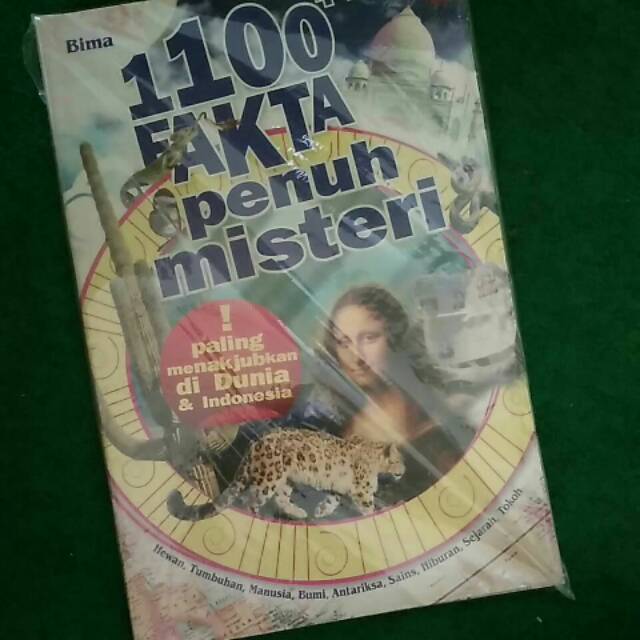 Bima
1100+
FAKTA
penuh
misteri
!
paling
menakjubkan
di Dunia
& Indonesia
Hewan, Tumbuhan, Manusia, Bumi, Antariksa, Sains, Hiburan, Sejarah, Tokoh